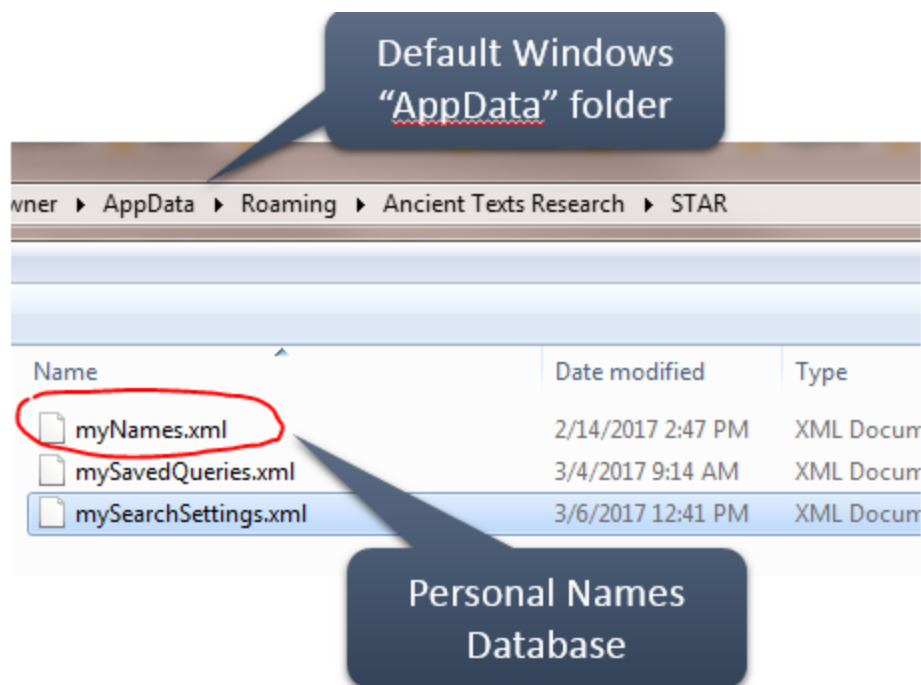 Default Windows
“AppData” folder
wner ▸ AppData ▸ Roaming ▸ Ancient Texts Research ▸ STAR
Name Date modified Type
myNames.xml 2/14/2017 2:47 PM XML Docum
mySavedQueries.xml 3/4/2017 9:14 AM XML Docum
mySearchSettings.xml 3/6/2017 12:41 PM XML Docum
Personal Names
Database